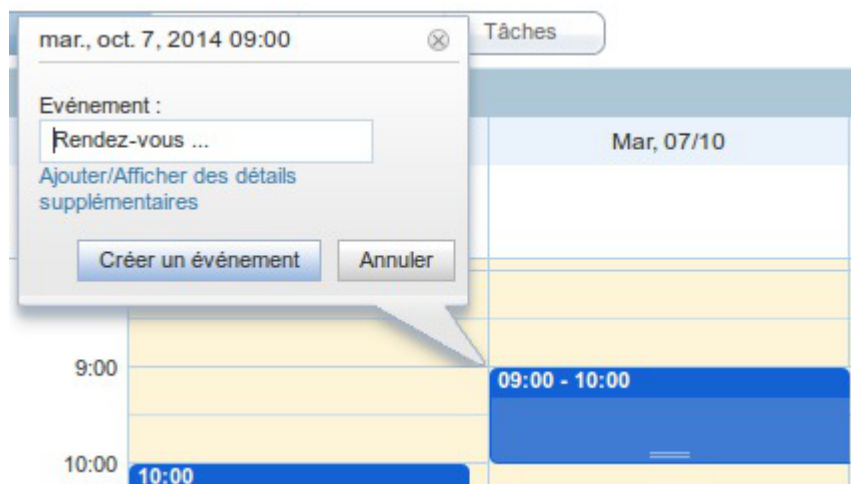 mar., oct. 7, 2014 09:00
Tâches
Evénement :
Rendez-vous ...
Ajouter/Afficher des détails
supplémentaires
Créer un événement
Annuler
Mar, 07/10
9:00
09:00 - 10:00
10:00
10:00